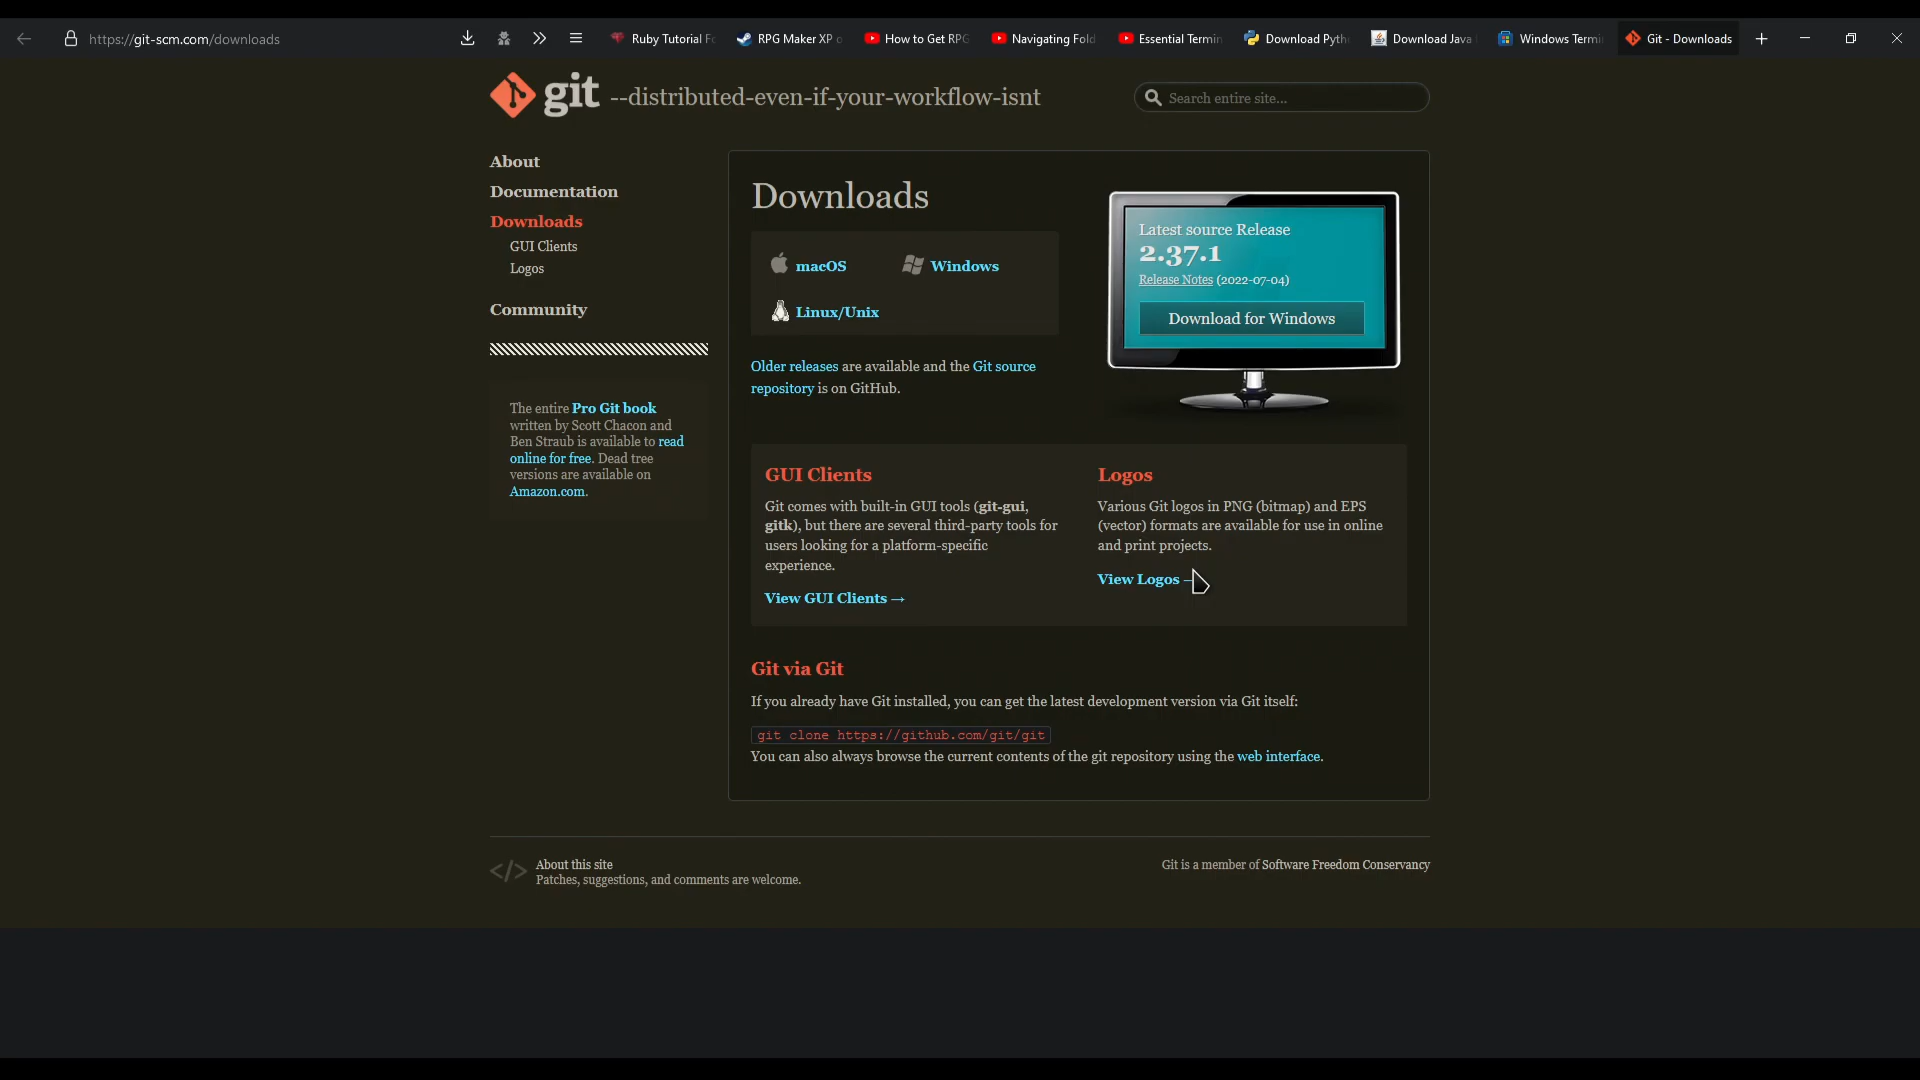 https://git-scm.com/downloads
Ruby Tutorial Fo
RPG Maker XP o
How to Get RPG
Navigating Fold
Essential Termin
Download Pyth
Download Java
Windows Termi
Git - Downloads
git --distributed-even-if-your-workflow-isnt
Search entire site...
About
Documentation
Downloads
GUI Clients
Logos
Community
The entire Pro Git book
written by Scott Chacon and
Ben Straub is available to read
online for free. Dead tree
versions are available on
Amazon.com.
Downloads
macOS
Windows
Linux/Unix
Older releases are available and the Git source
repository is on GitHub.
Latest source Release
2.37.1
Release Notes (2022-07-04)
Download for Windows
GUI Clients
Git comes with built-in GUI tools (git-gui,
gitk), but there are several third-party tools for
users looking for a platform-specific
experience.
View GUI Clients →
Logos
Various Git logos in PNG (bitmap) and EPS
(vector) formats are available for use in online
and print projects.
View Logos
Git via Git
If you already have Git installed, you can get the latest development version via Git itself:
git clone https://github.com/git/git
You can also always browse the current contents of the git repository using the web interface.
</> About this site
Patches, suggestions, and comments are welcome.
Git is a member of Software Freedom Conservancy